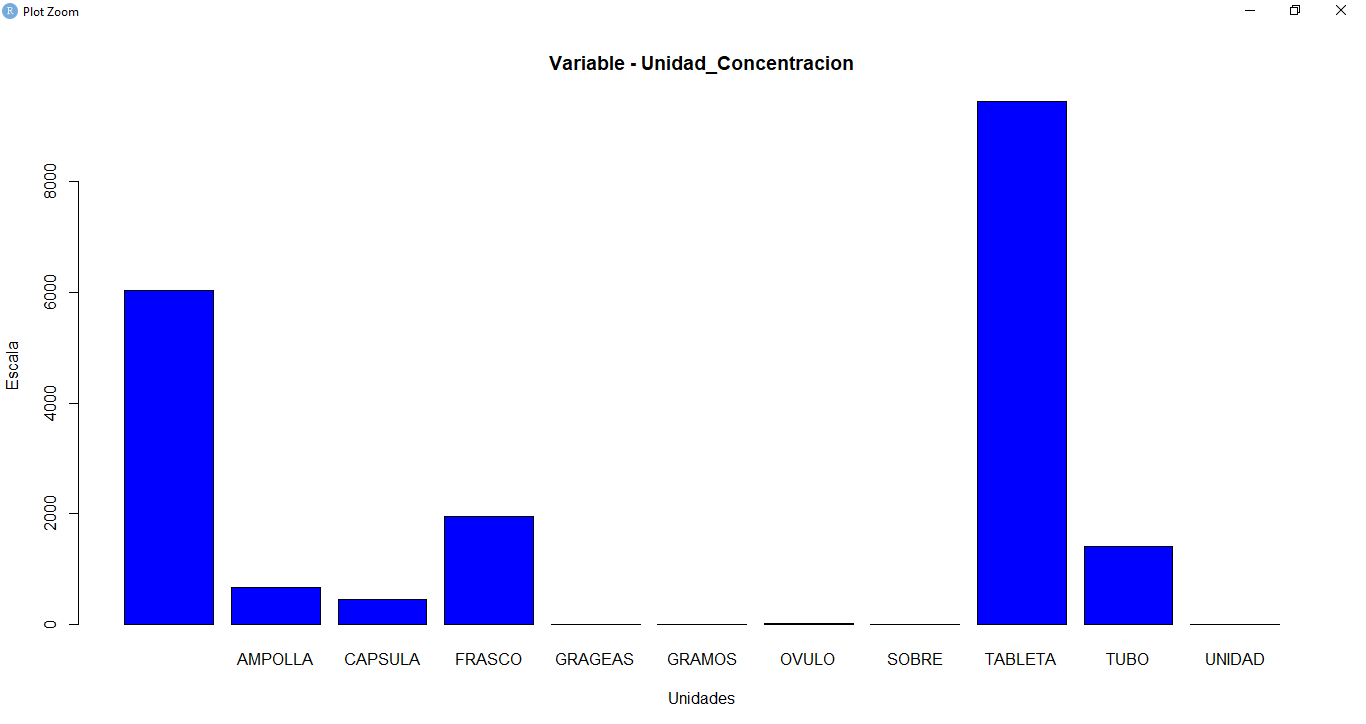 R Plot Zoom
Variable - Unidad_Concentracion
8000
6000
4000
2000
0
Escala
AMPOLLA CAPSULA FRASCO GRAGEAS GRAMOS OVULO SOBRE TABLETA TUBO UNIDAD
Unidades